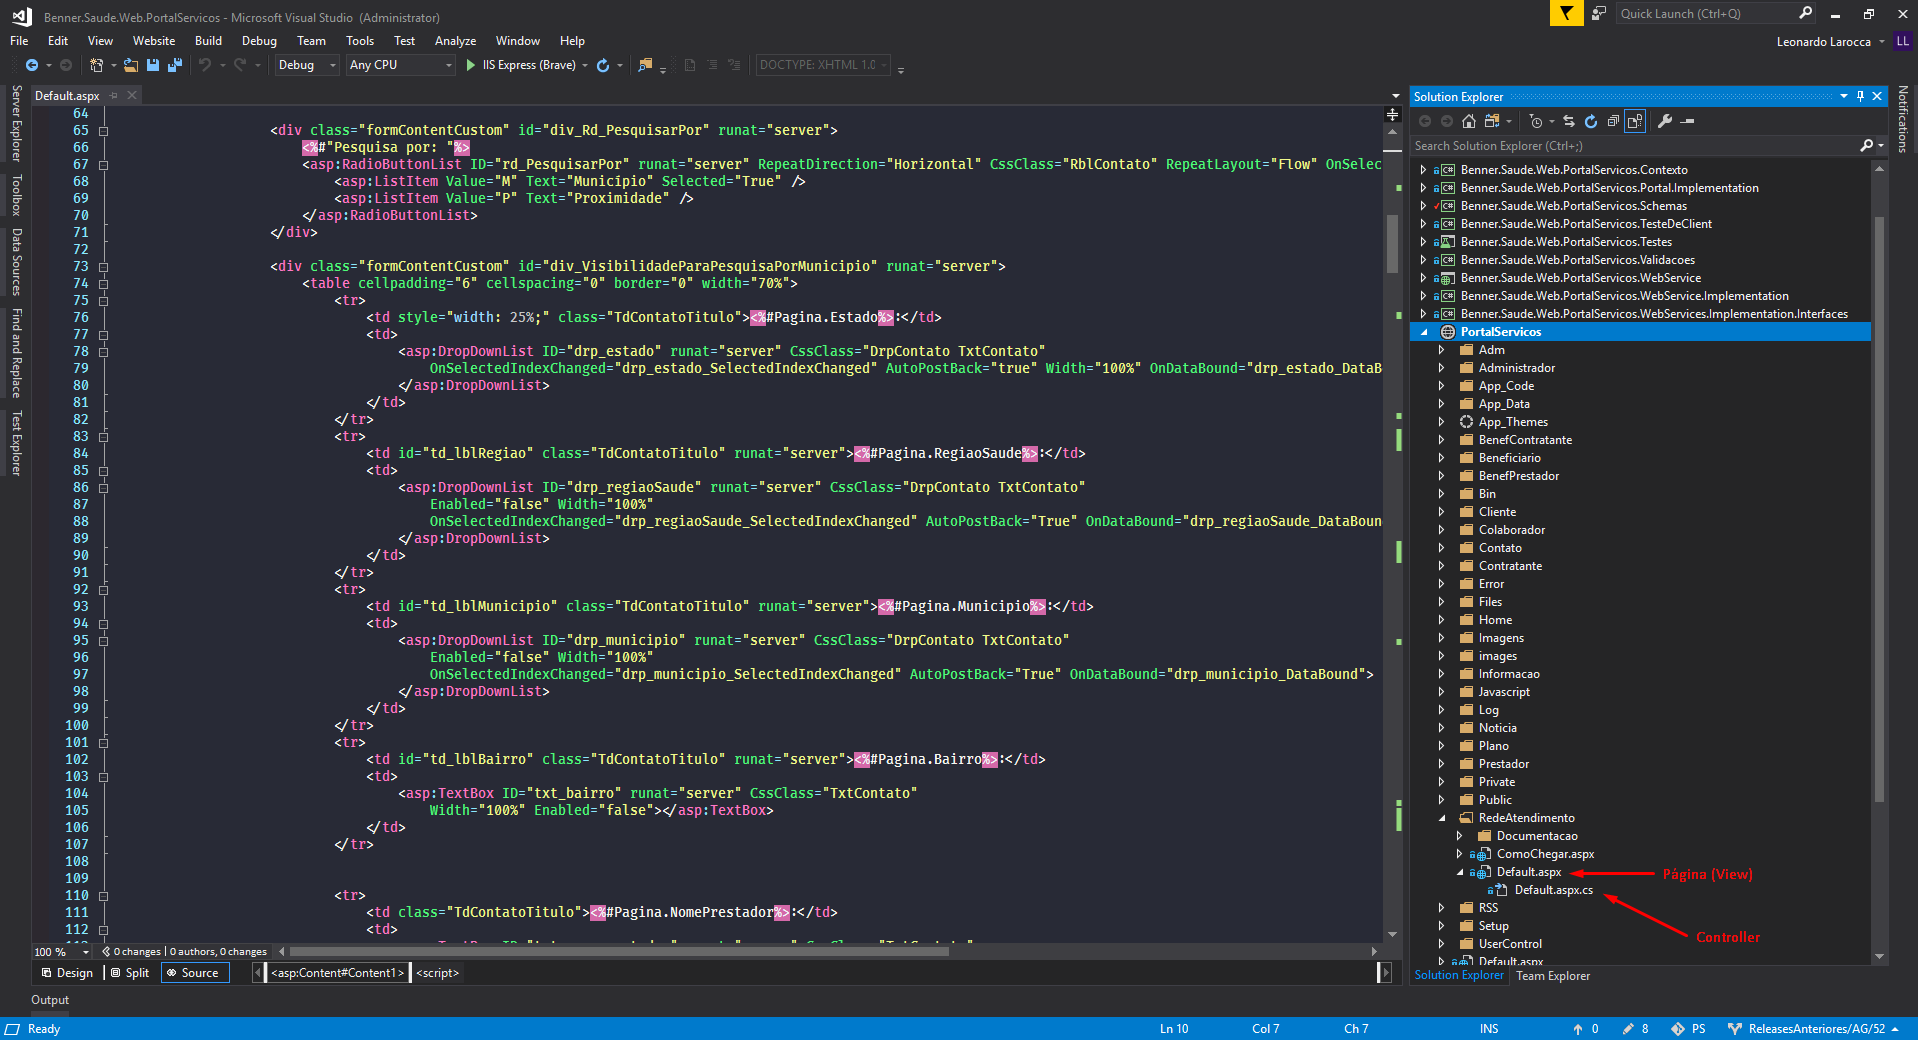 Benner.Saude.Web.PortalServicos - Microsoft Visual Studio (Administrator)
Quick Launch (Ctrl+Q)
File Edit View Website Build Debug Team Tools Test Analyze Window Help
Leonardo Larocca LL
Debug Any CPU IIS Express (Brave) DOCTYPE: XHTML 1.0
Server Explorer
Toolbox
Data Sources
Find and Replace
Test Explorer
Default.aspx
64
65 <div class="formContentCustom" id="div_Rd_PesquisarPor" runat="server">
66 <%#"Pesquisa por: "%>
67 <asp:RadioButtonList ID="rd_PesquisarPor" runat="server" RepeatDirection="Horizontal" CssClass="RblContato" RepeatLayout="Flow" OnSelec
68 <asp:ListItem Value="M" Text="Município" Selected="True" />
69 <asp:ListItem Value="P" Text="Proximidade" />
70 </asp:RadioButtonList>
71 </div>
72
73 <div class="formContentCustom" id="div_VisibilidadeParaPesquisaPorMunicipio" runat="server">
74 <table cellpadding="6" cellspacing="0" border="0" width="70%">
75 <tr>
76 <td style="width: 25%;" class="TdContatoTitulo"><%#Pagina.Estado%>:</td>
77 <td>
78 <asp:DropDownList ID="drp_estado" runat="server" CssClass="DrpContato TxtContato"
79 OnSelectedIndexChanged="drp_estado_SelectedIndexChanged" AutoPostBack="true" Width="100%" OnDataBound="drp_estado_DataB
80 </asp:DropDownList>
81 </td>
82 </tr>
83 <tr>
84 <td id="td_lblRegiao" class="TdContatoTitulo" runat="server"><%#Pagina.RegiaoSaude%>:</td>
85 <td>
86 <asp:DropDownList ID="drp_regiaoSaude" runat="server" CssClass="DrpContato TxtContato"
87 Enabled="false" Width="100%"
88 OnSelectedIndexChanged="drp_regiaoSaude_SelectedIndexChanged" AutoPostBack="True" OnDataBound="drp_regiaoSaude_DataBoun
89 </asp:DropDownList>
90 </td>
91 </tr>
92 <tr>
93 <td id="td_lblMunicipio" class="TdContatoTitulo" runat="server"><%#Pagina.Municipio%>:</td>
94 <td>
95 <asp:DropDownList ID="drp_municipio" runat="server" CssClass="DrpContato TxtContato"
96 Enabled="false" Width="100%"
97 OnSelectedIndexChanged="drp_municipio_SelectedIndexChanged" AutoPostBack="True" OnDataBound="drp_municipio_DataBound">
98 </asp:DropDownList>
99 </td>
100 </tr>
101 <tr>
102 <td id="td_lblBairro" class="TdContatoTitulo" runat="server"><%#Pagina.Bairro%>:</td>
103 <td>
104 <asp:TextBox ID="txt_bairro" runat="server" CssClass="TxtContato"
105 Width="100%" Enabled="false"></asp:TextBox>
106 </td>
107 </tr>
108
109
110 <tr>
111 <td class="TdContatoTitulo"><%#Pagina.NomePrestador%>:</td>
112 <td>
100 % 0 changes | 0 authors, 0 changes
Design Split Source <asp:Content#Content1> <script>
Output
Solution Explorer
Search Solution Explorer (Ctrl+;)
Benner.Saude.Web.PortalServicos.Contexto
Benner.Saude.Web.PortalServicos.Portal.Implementation
Benner.Saude.Web.PortalServicos.Schemas
Benner.Saude.Web.PortalServicos.TesteDeClient
Benner.Saude.Web.PortalServicos.Testes
Benner.Saude.Web.PortalServicos.Validacoes
Benner.Saude.Web.PortalServicos.WebService
Benner.Saude.Web.PortalServicos.WebService.Implementation
Benner.Saude.Web.PortalServicos.WebServices.Implementation.Interfaces
PortalServicos
Adm
Administrador
App_Code
App_Data
App_Themes
BenefContratante
Beneficiario
BenefPrestador
Bin
Cliente
Colaborador
Contato
Contratante
Error
Files
Home
Imagens
images
Informacao
Javascript
Log
Noticia
Plano
Prestador
Private
Public
RedeAtendimento
Documentacao
ComoChegar.aspx
Default.aspx Página (View)
Default.aspx.cs
RSS
Setup
Controller
UserControl
Default.aspx
Solution Explorer Team Explorer
Notifications
Ready Ln 10 Col 7 Ch 7 INS 0 8 PS ReleasesAnteriores/AG/52